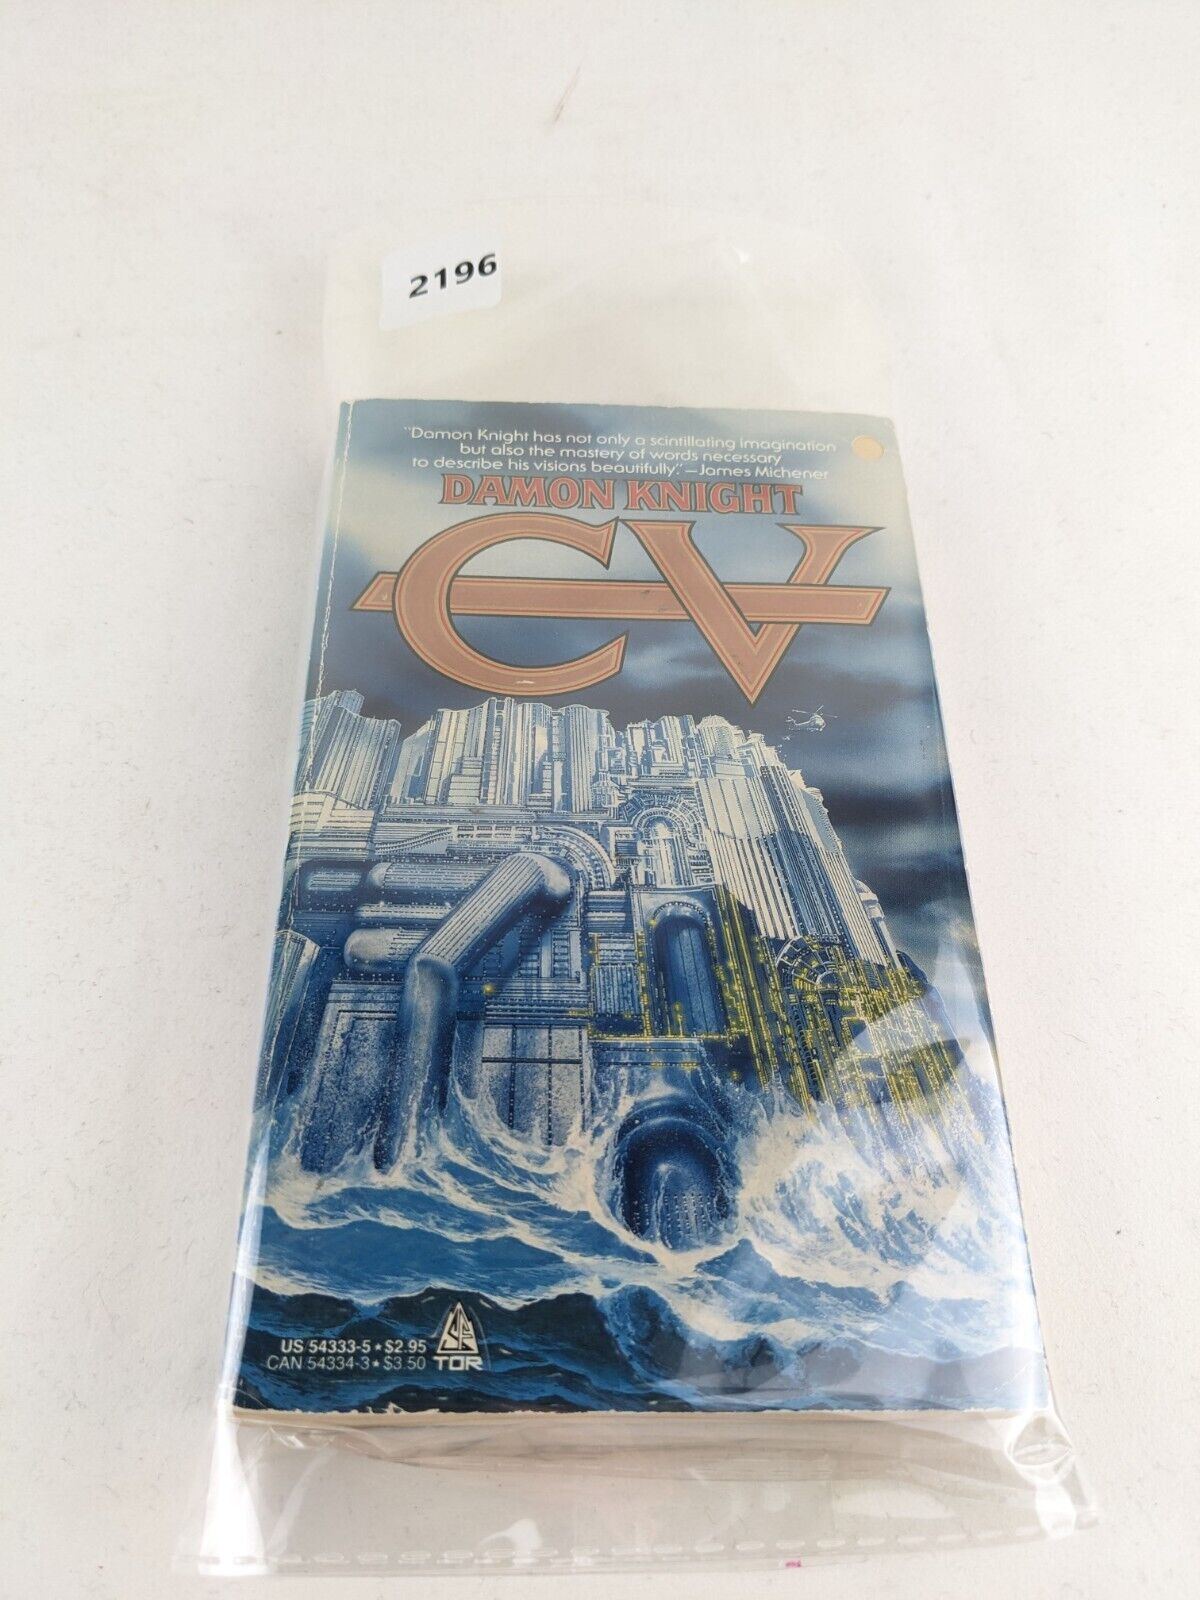 2196
"Damon Knight has not only a scintillating imagination
but also the mastery of words necessary
to describe his visions beautifully."—James Michener
DAMON KNIGHT
CV
US 54333-5 ★ $2.95
CAN 54334-3 ★ $3.50
SF
TOR